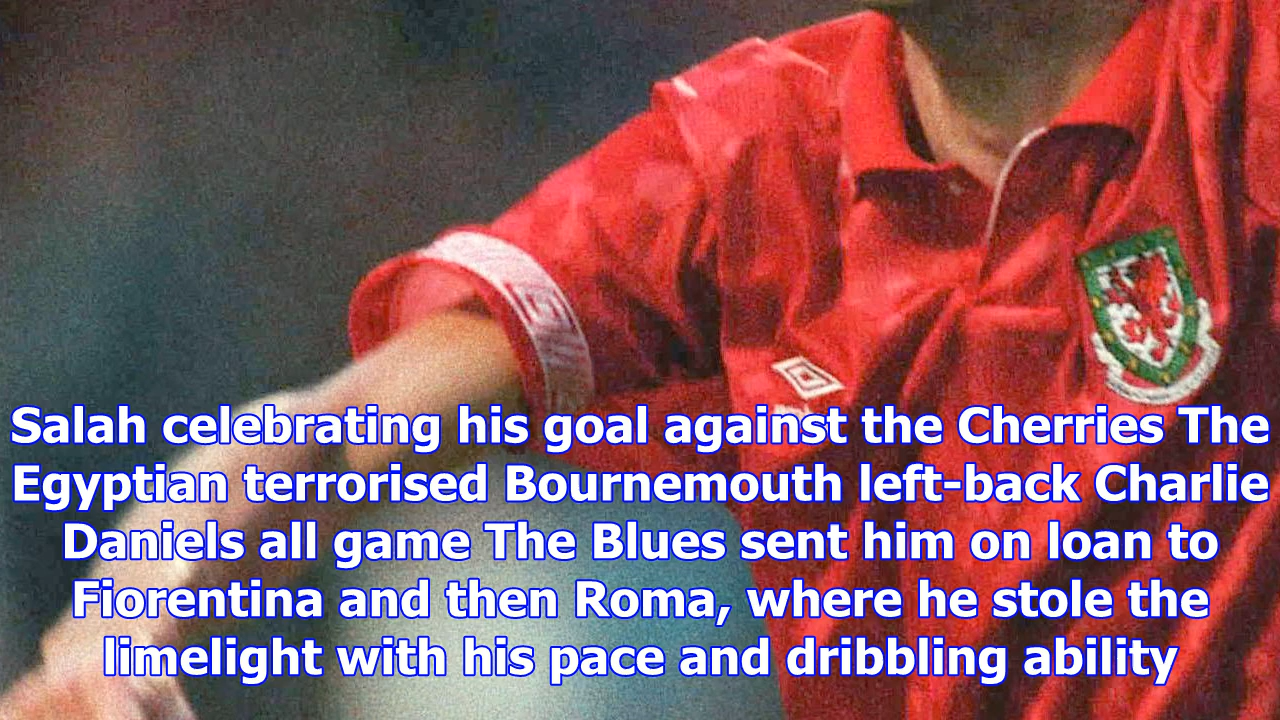 Salah celebrating his goal against the Cherries The
Egyptian terrorised Bournemouth left-back Charlie
Daniels all game The Blues sent him on loan to
Fiorentina and then Roma, where he stole the
limelight with his pace and dribbling ability